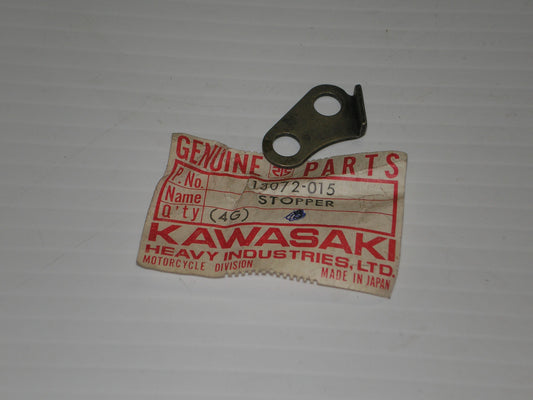 GENUINE PARTS
P. No. 13072-015
Name STOPPER
Q'ty (4G)
KAWASAKI
HEAVY INDUSTRIES, LTD.
MOTORCYCLE DIVISION MADE IN JAPAN